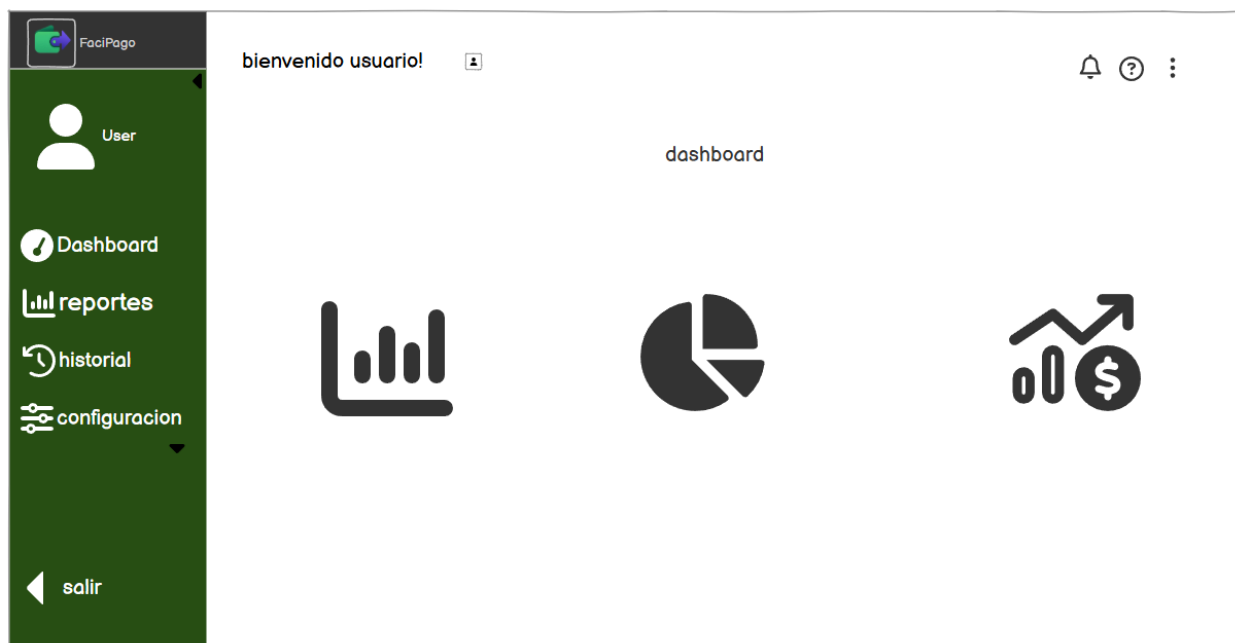 FaciPago
bienvenido usuario!
User
dashboard
Dashboard
reportes
historial
configuracion
salir